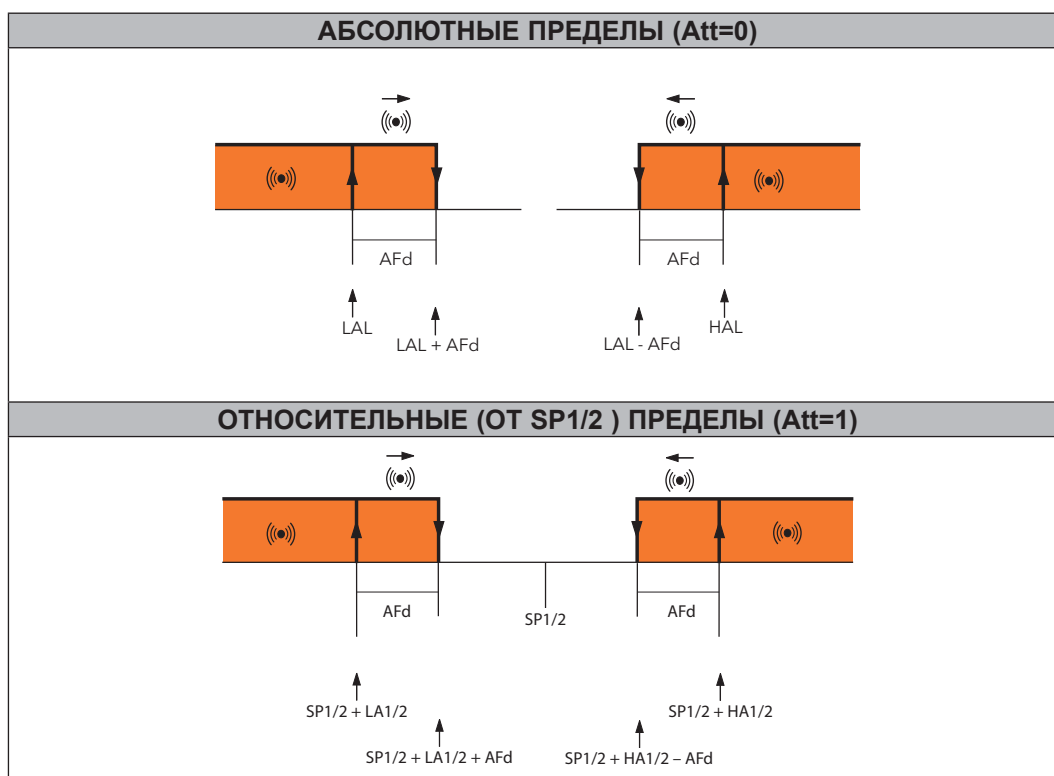 АБСОЛЮТНЫЕ ПРЕДЕЛЫ (Att=0)
AFd
AFd
LAL
HAL
LAL + AFd
LAL - AFd
ОТНОСИТЕЛЬНЫЕ (ОТ SP1/2 ) ПРЕДЕЛЫ (Att=1)
AFd
SP1/2
AFd
SP1/2 + LA1/2
SP1/2 + HA1/2
SP1/2 + LA1/2 + AFd
SP1/2 + HA1/2 – AFd